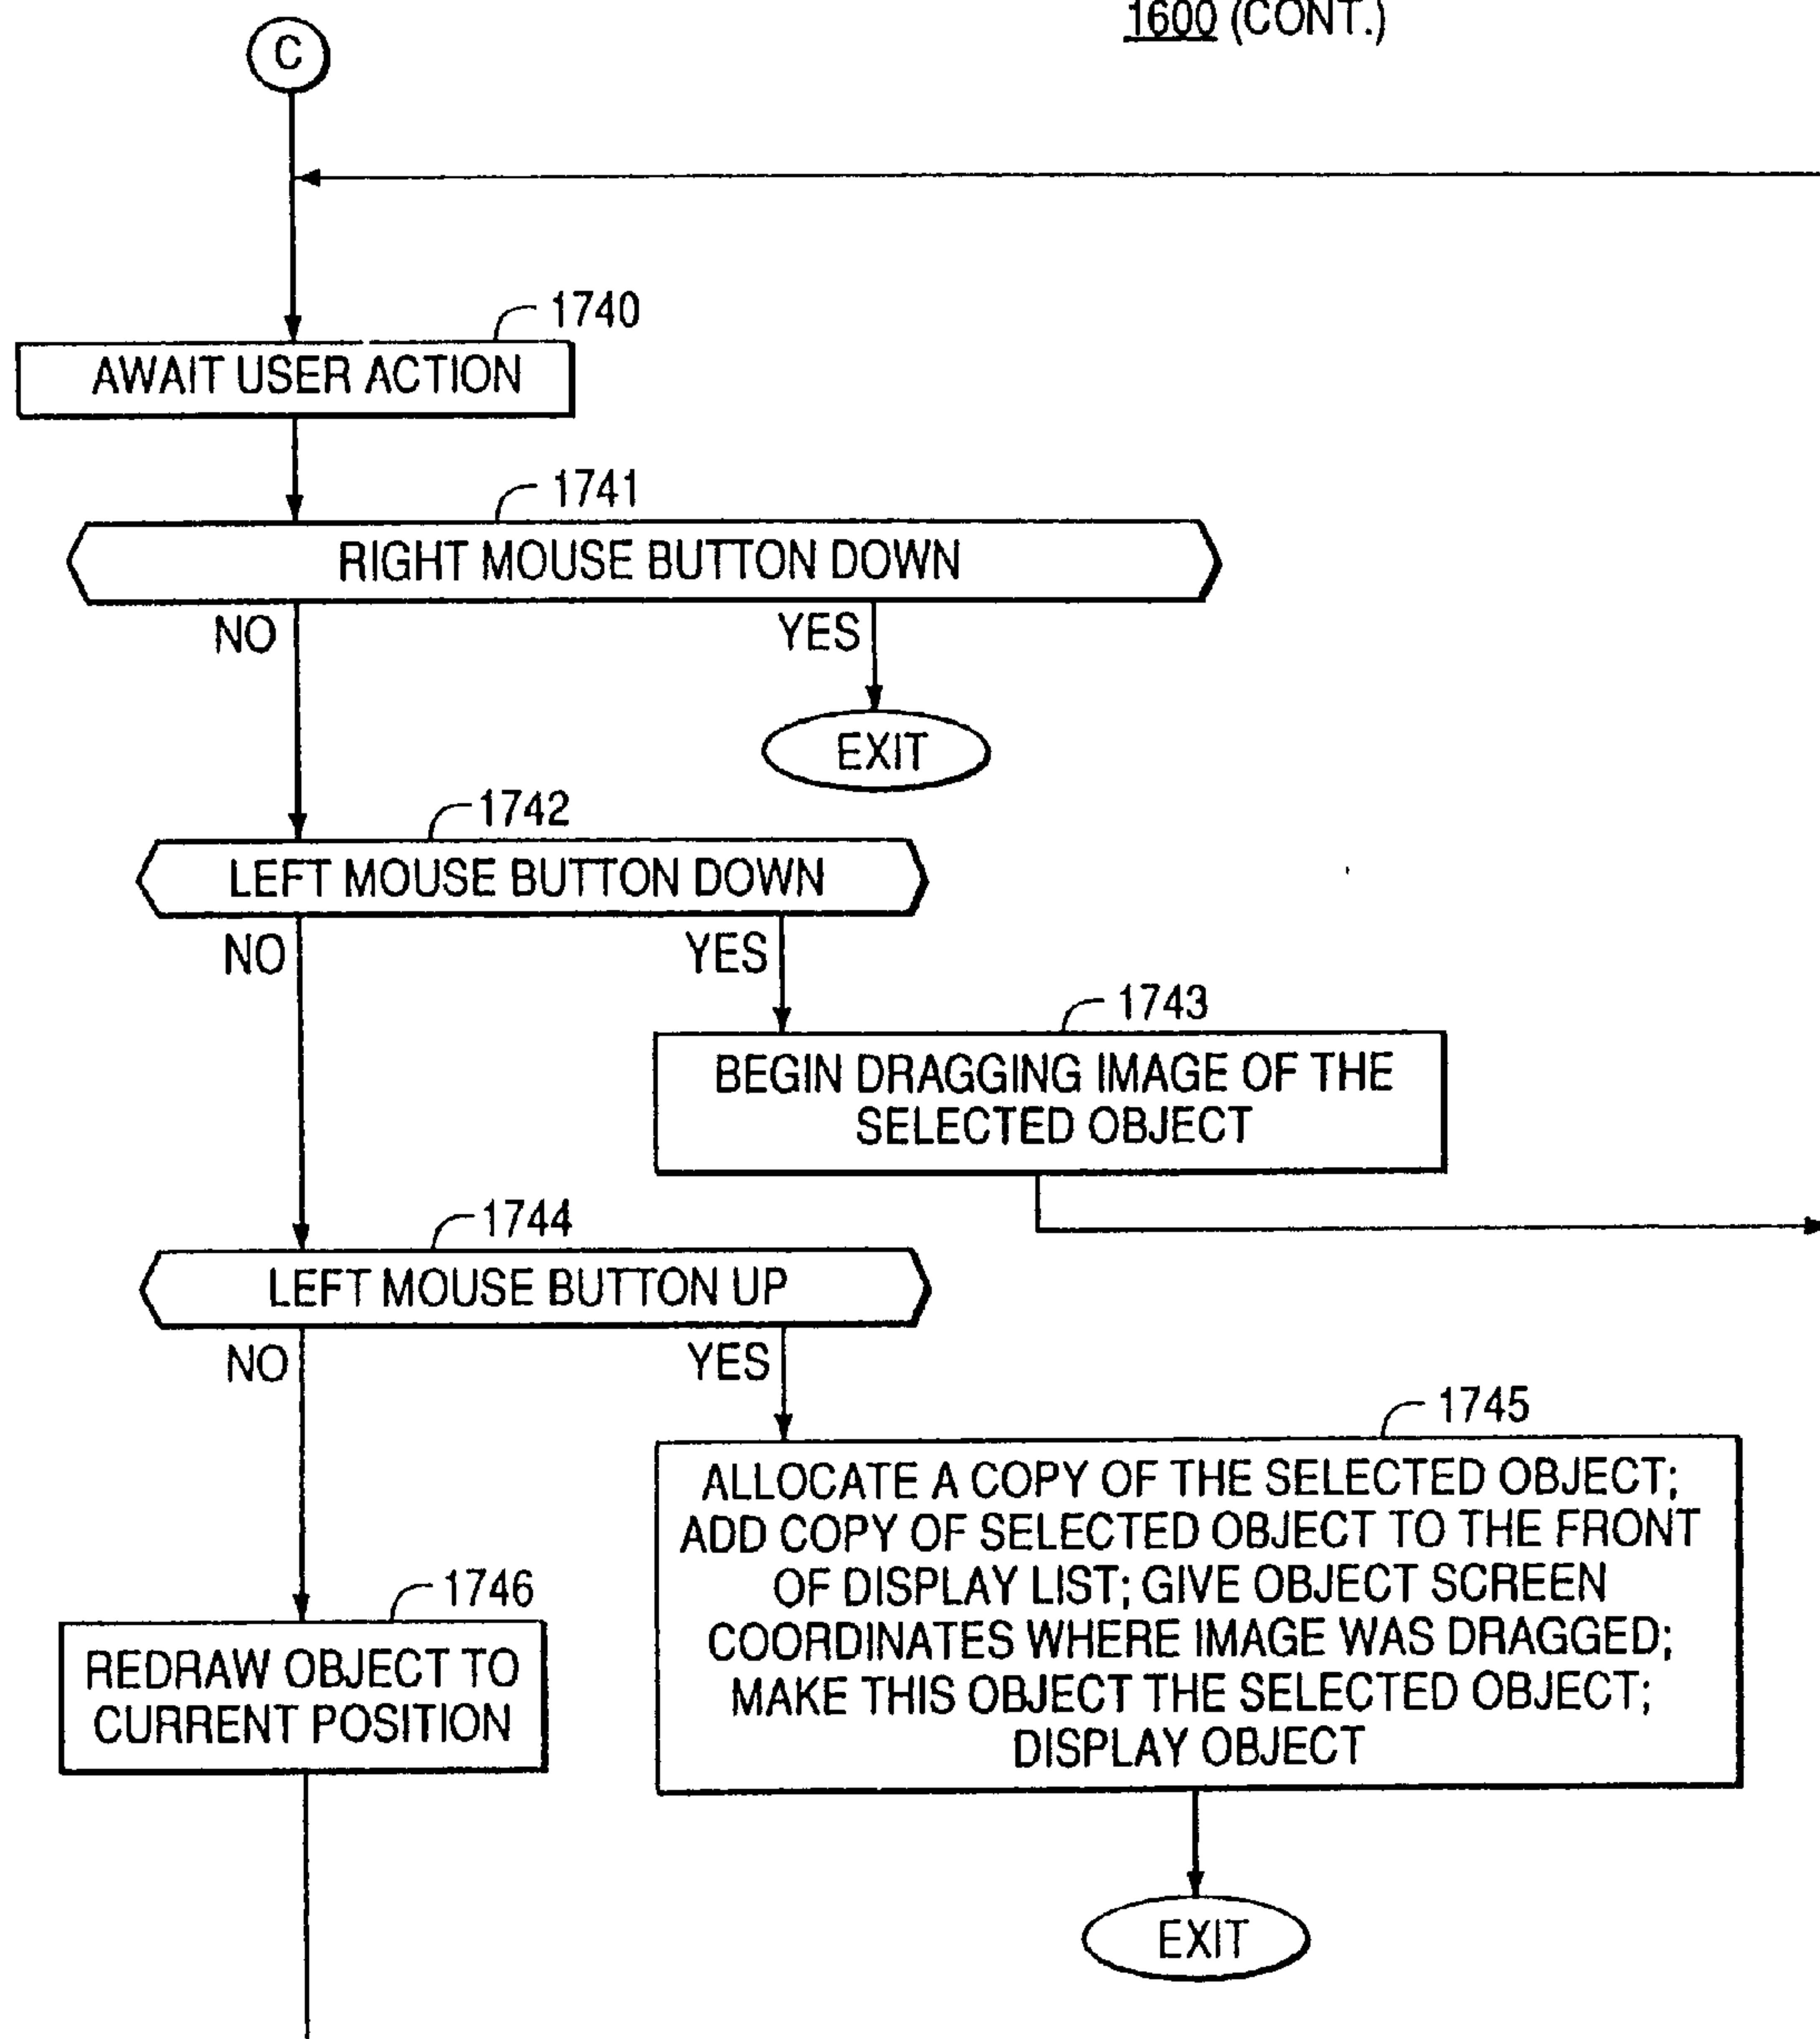 1600 (CONT.)
C
1740
AWAIT USER ACTION
1741
RIGHT MOUSE BUTTON DOWN
NO
YES
EXIT
1742
LEFT MOUSE BUTTON DOWN
NO
YES
1743
BEGIN DRAGGING IMAGE OF THE
SELECTED OBJECT
1744
LEFT MOUSE BUTTON UP
NO
YES
1745
ALLOCATE A COPY OF THE SELECTED OBJECT;
ADD COPY OF SELECTED OBJECT TO THE FRONT
OF DISPLAY LIST; GIVE OBJECT SCREEN
COORDINATES WHERE IMAGE WAS DRAGGED;
MAKE THIS OBJECT THE SELECTED OBJECT;
DISPLAY OBJECT
1746
REDRAW OBJECT TO
CURRENT POSITION
EXIT